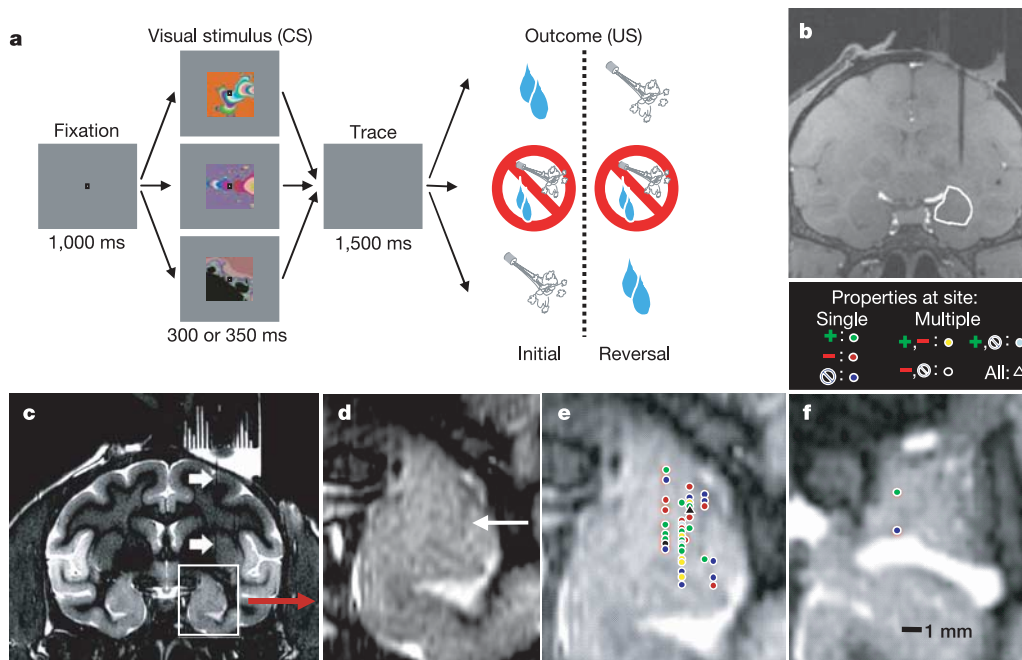 a
Visual stimulus (CS)
Outcome (US)
Fixation
Trace
1,000 ms
1,500 ms
300 or 350 ms
Initial
Reversal
b
Properties at site:
Single
Multiple
+ :
+, − :
+, :
− :
:
−, :
All: △
c
d
e
f
1 mm